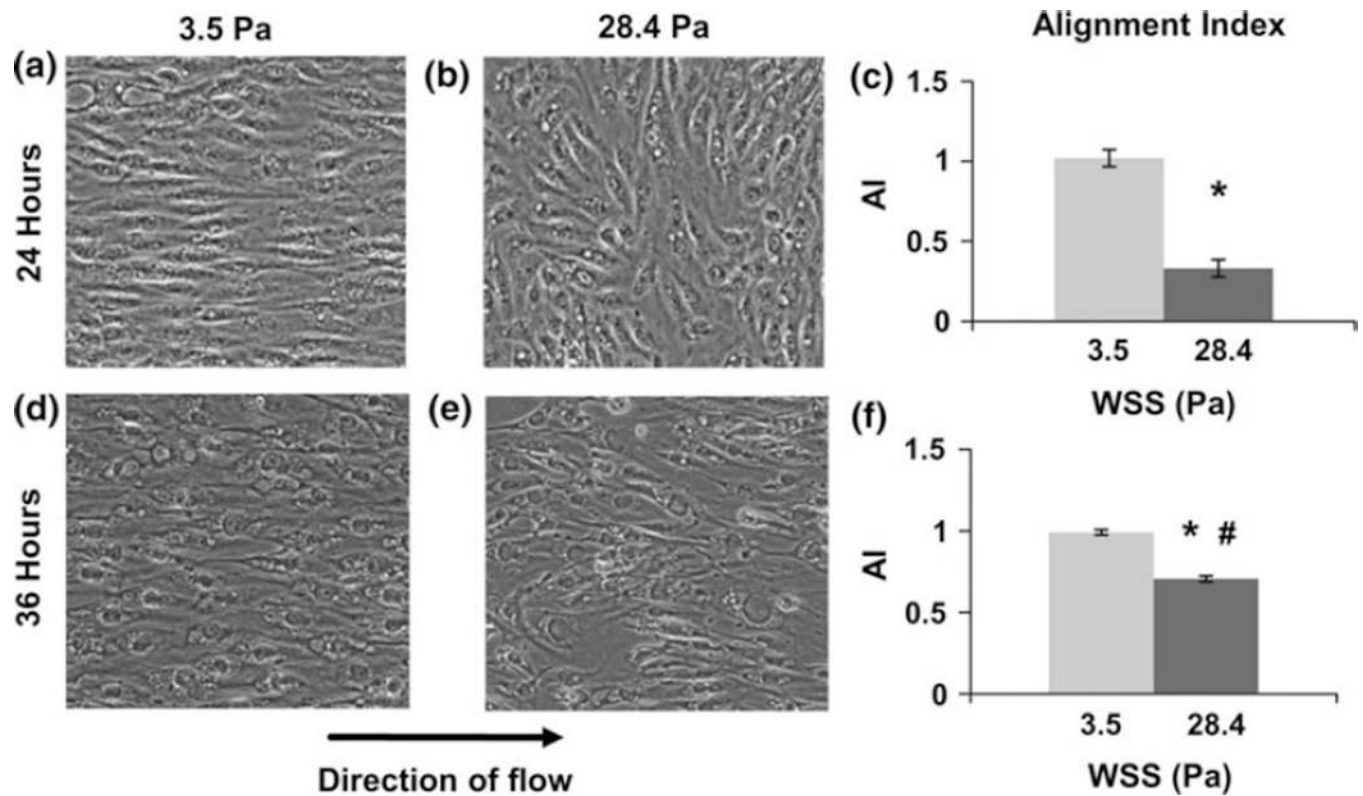 3.5 Pa
28.4 Pa
Alignment Index
(a)
(b)
(c)
24 Hours
1.5
1
0.5
0
AI
*
3.5
28.4
WSS (Pa)
(d)
(e)
(f)
36 Hours
1.5
1
0.5
0
AI
* #
3.5
28.4
WSS (Pa)
Direction of flow